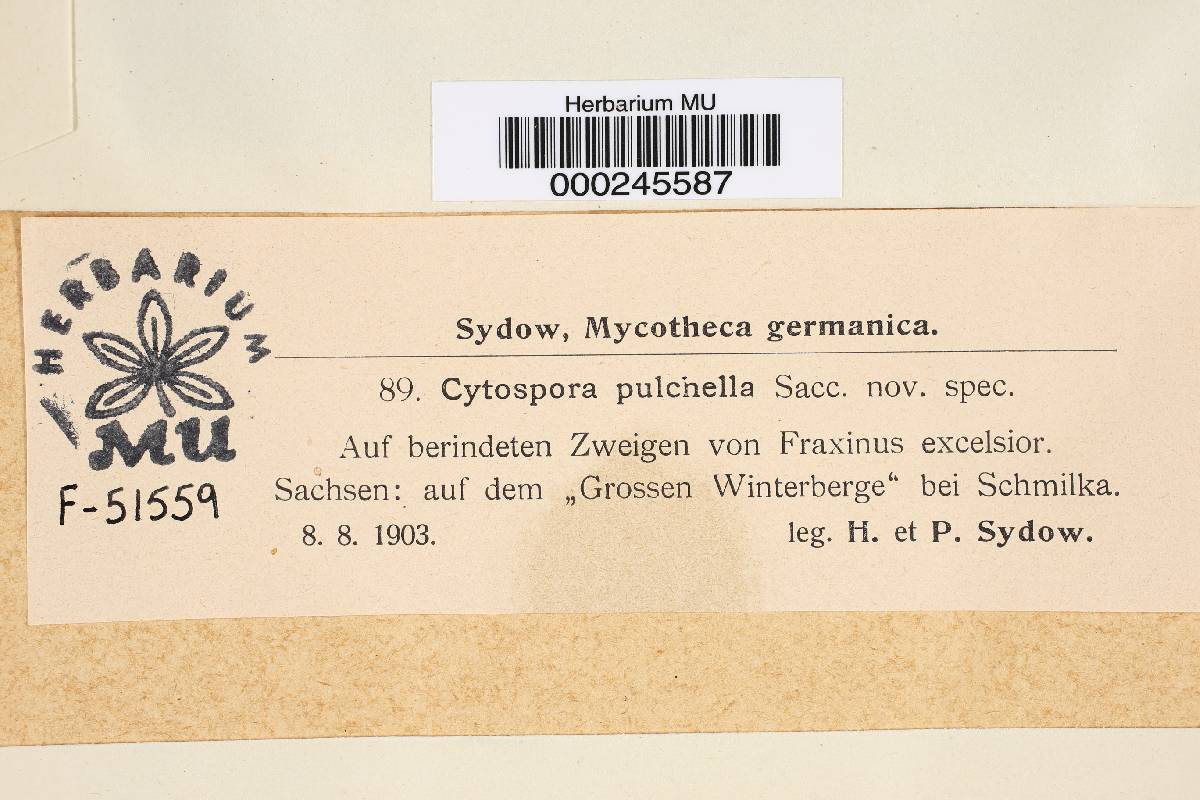 Herbarium MU
000245587
HERBARIUM
MU
F-51559
Sydow, Mycotheca germanica.
89. Cytospora pulchella Sacc. nov. spec.
Auf berindeten Zweigen von Fraxinus excelsior.
Sachsen: auf dem „Grossen Winterberge“ bei Schmilka.
8. 8. 1903. leg. H. et P. Sydow.